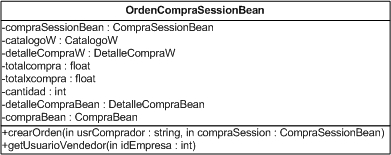 OrdenCompraSessionBean
-compraSessionBean : CompraSessionBean
-catalogoW : CatalogoW
-detalleCompraW : DetalleCompraW
-totalcompra : float
-totalxcompra : float
-cantidad : int
-detalleCompraBean : DetalleCompraBean
-compraBean : CompraBean
+crearOrden(in usrComprador : string, in compraSession : CompraSessionBean)
+getUsuarioVendedor(in idEmpresa : int)